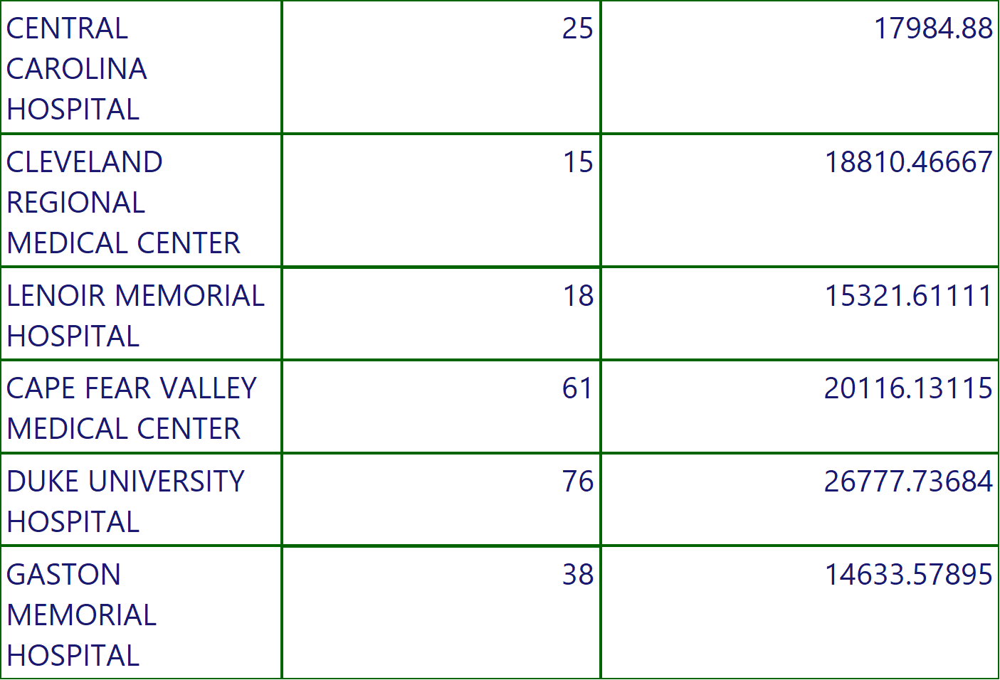 CENTRAL 25 17984.88
CAROLINA
HOSPITAL
CLEVELAND 15 18810.46667
REGIONAL
MEDICAL CENTER
LENOIR MEMORIAL 18 15321.61111
HOSPITAL
CAPE FEAR VALLEY 61 20116.13115
MEDICAL CENTER
DUKE UNIVERSITY 76 26777.73684
HOSPITAL
GASTON 38 14633.57895
MEMORIAL
HOSPITAL